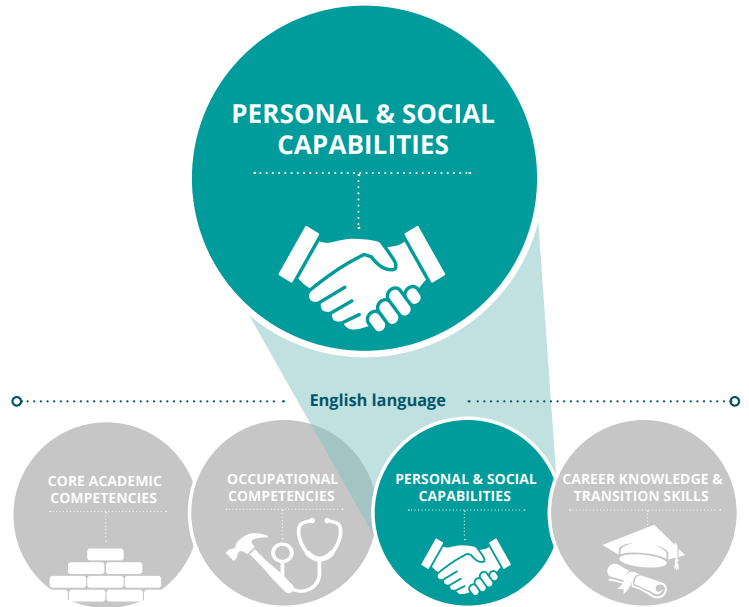 PERSONAL & SOCIAL
CAPABILITIES
English language
CORE ACADEMIC
COMPETENCIES
OCCUPATIONAL
COMPETENCIES
PERSONAL & SOCIAL
CAPABILITIES
CAREER KNOWLEDGE &
TRANSITION SKILLS